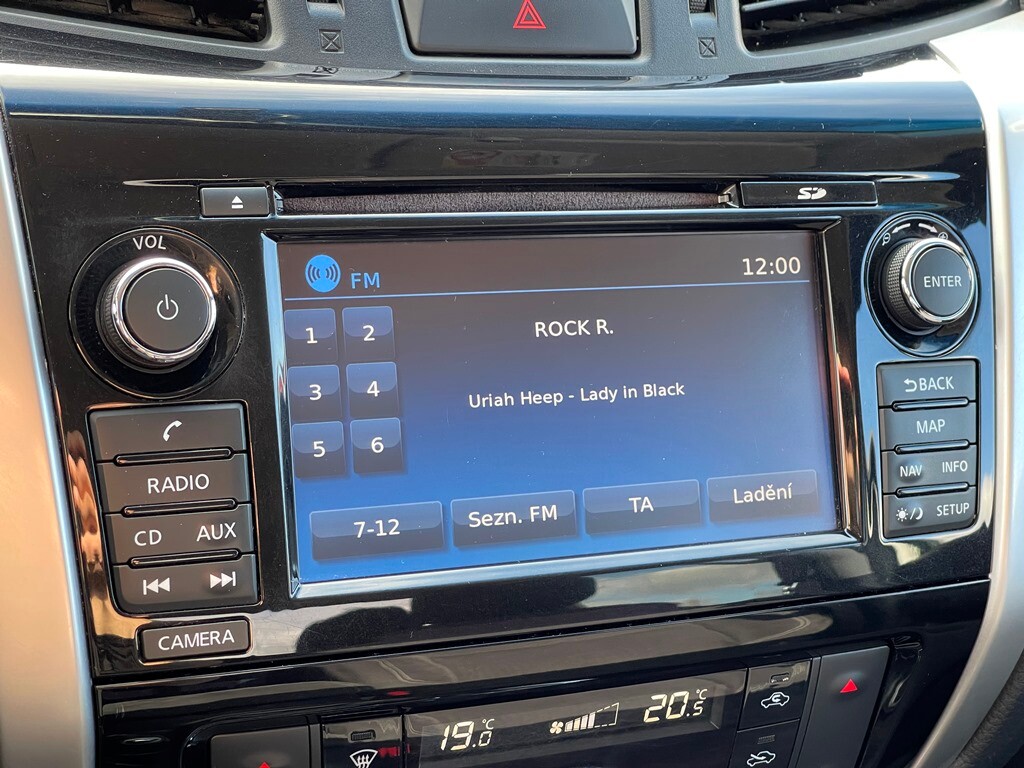 SD
VOL
FM
12:00
ENTER
1 2
ROCK R.
3 4
Uriah Heep - Lady in Black
5 6
7-12 Sezn. FM TA Ladění
RADIO
CD AUX
CAMERA
BACK
MAP
NAV INFO
SETUP
19.0°C
20.5°C